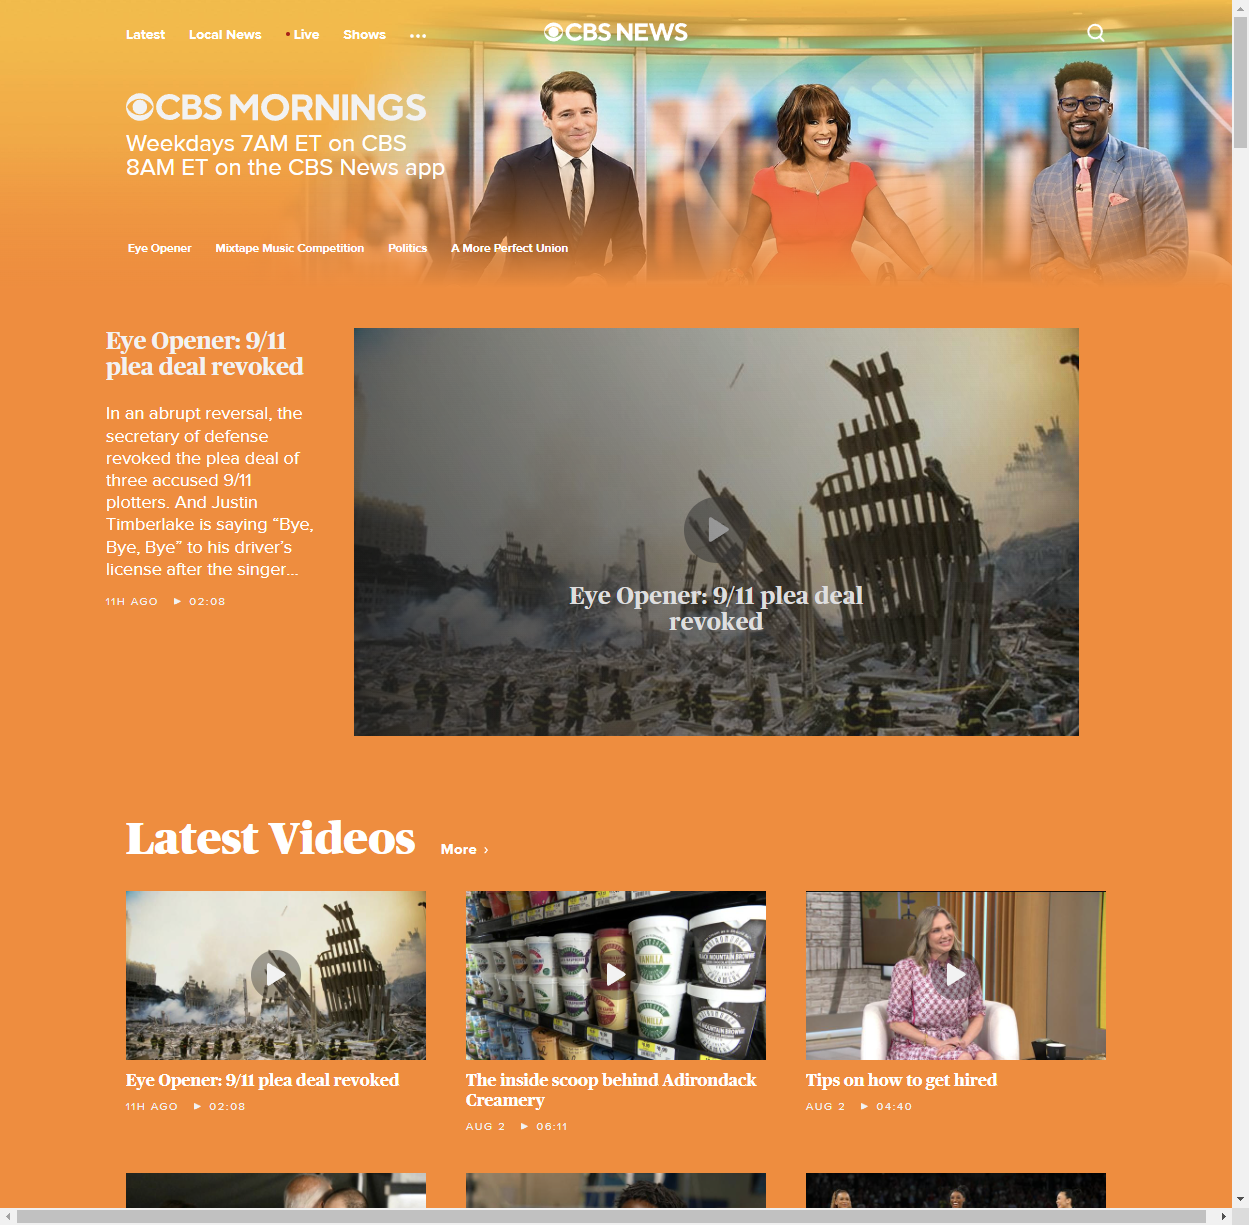 Latest Local News Live Shows
CBS NEWS
CBS MORNINGS
Weekdays 7AM ET on CBS
8AM ET on the CBS News app
Eye Opener Mixtape Music Competition Politics A More Perfect Union
Eye Opener: 9/11
plea deal revoked
In an abrupt reversal, the
secretary of defense
revoked the plea deal of
three accused 9/11
plotters. And Justin
Timberlake is saying “Bye,
Bye, Bye” to his driver’s
license after the singer...
11H AGO 02:08
Eye Opener: 9/11 plea deal
revoked
Latest Videos More ›
VANILLA
BLACK MOUNTAIN BROWNIE
Eye Opener: 9/11 plea deal revoked
11H AGO 02:08
The inside scoop behind Adirondack
Creamery
AUG 2 06:11
Tips on how to get hired
AUG 2 04:40